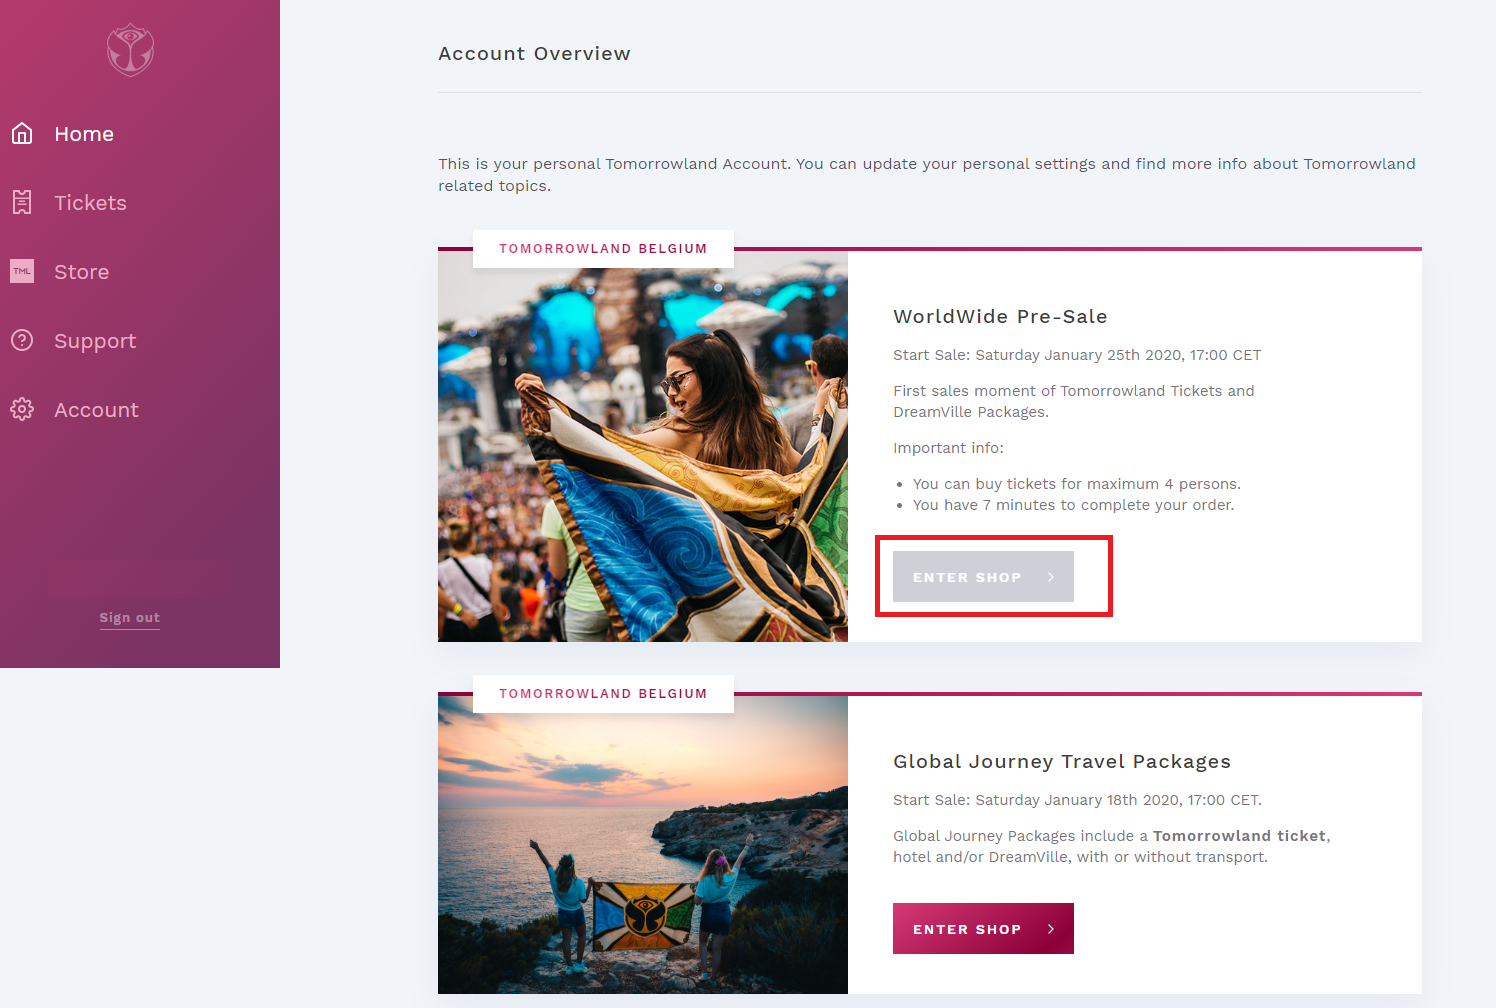 Account Overview
Home
Tickets
TML
Store
Support
Account
Sign out
This is your personal Tomorrowland Account. You can update your personal settings and find more info about Tomorrowland
related topics.
TOMORROWLAND BELGIUM
WorldWide Pre-Sale
Start Sale: Saturday January 25th 2020, 17:00 CET
First sales moment of Tomorrowland Tickets and
DreamVille Packages.
Important info:
You can buy tickets for maximum 4 persons.
You have 7 minutes to complete your order.
ENTER SHOP
TOMORROWLAND BELGIUM
Global Journey Travel Packages
Start Sale: Saturday January 18th 2020, 17:00 CET.
Global Journey Packages include a Tomorrowland ticket,
hotel and/or DreamVille, with or without transport.
ENTER SHOP